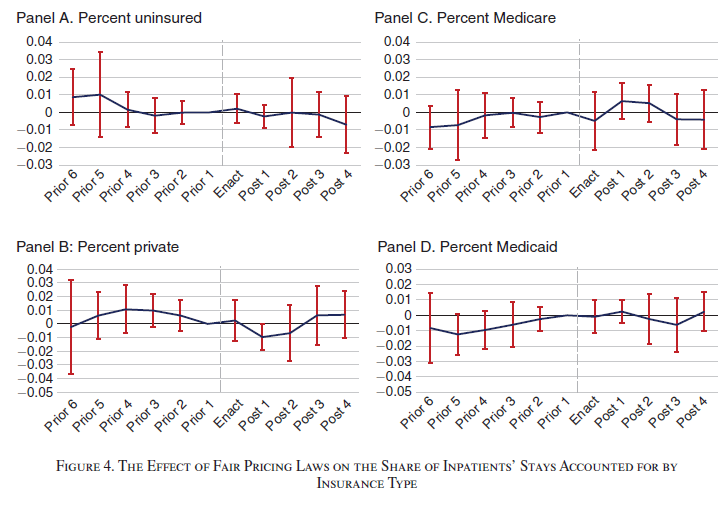 Panel A. Percent uninsured
0.04
0.03
0.02
0.01
0
–0.01
–0.02
–0.03
Prior 6
Prior 5
Prior 4
Prior 3
Prior 2
Prior 1
Enact
Post 1
Post 2
Post 3
Post 4
Panel C. Percent Medicare
0.04
0.03
0.02
0.01
0
–0.01
–0.02
–0.03
Prior 6
Prior 5
Prior 4
Prior 3
Prior 2
Prior 1
Enact
Post 1
Post 2
Post 3
Post 4
Panel B: Percent private
0.04
0.03
0.02
0.01
0
–0.01
–0.02
–0.03
–0.04
–0.05
Prior 6
Prior 5
Prior 4
Prior 3
Prior 2
Prior 1
Enact
Post 1
Post 2
Post 3
Post 4
Panel D. Percent Medicaid
0.03
0.02
0.01
0
–0.01
–0.02
–0.03
–0.04
–0.05
Prior 6
Prior 5
Prior 4
Prior 3
Prior 2
Prior 1
Enact
Post 1
Post 2
Post 3
Post 4
Figure 4. The Effect of Fair Pricing Laws on the Share of Inpatients’ Stays Accounted for by
Insurance Type